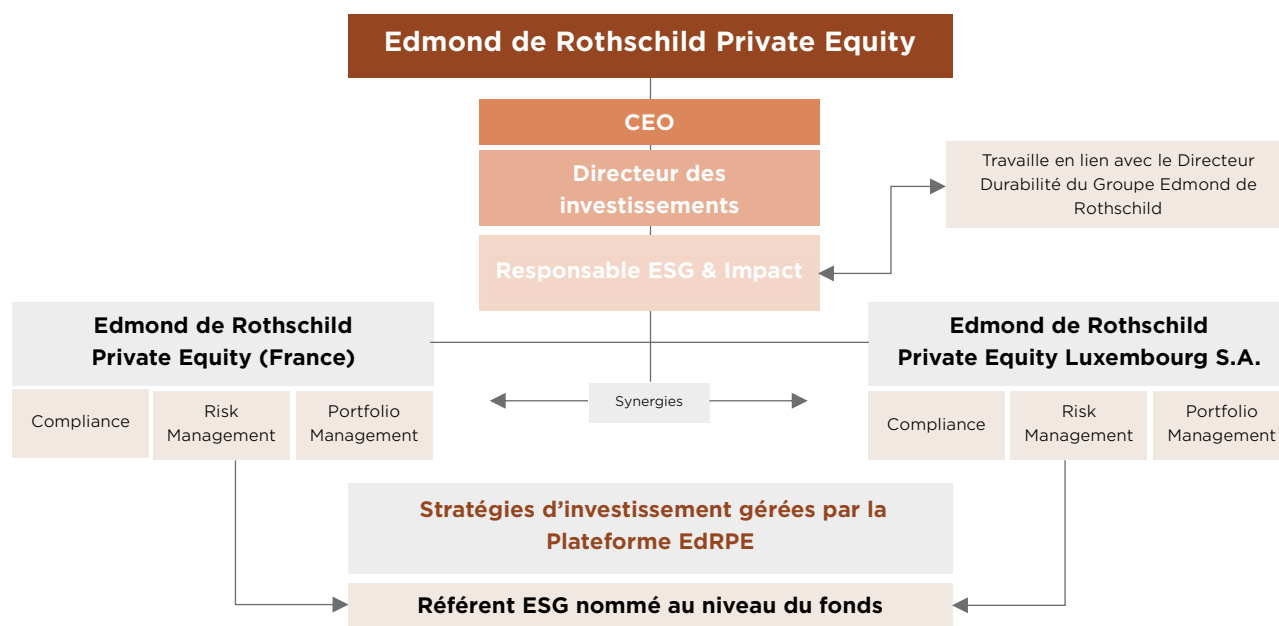 Edmond de Rothschild Private Equity
CEO
Directeur des
investissements
Travaille en lien avec le Directeur
Durabilité du Groupe Edmond de
Rothschild
Responsable ESG & Impact
Edmond de Rothschild
Private Equity (France)
Compliance
Risk
Management
Portfolio
Management
Synergies
Edmond de Rothschild
Private Equity Luxembourg S.A.
Compliance
Risk
Management
Portfolio
Management
Stratégies d’investissement gérées par la
Plateforme EdRPE
Référent ESG nommé au niveau du fonds